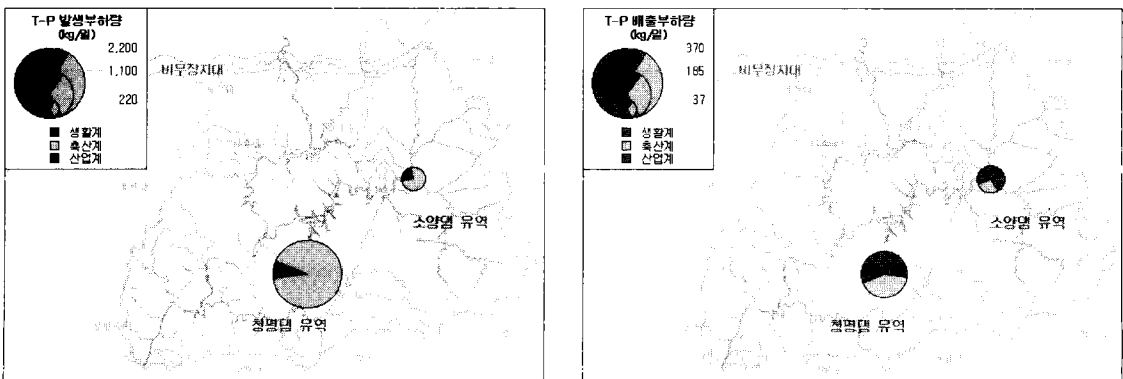 T-P 발생부하량
(kg/일)
2,200
1,100
220
생활계
축산계
산업계
비무장지대
소양댐 유역
청평댐 유역
T-P 배출부하량
(kg/일)
370
185
37
생활계
축산계
산업계
비무장지대
소양댐 유역
청평댐 유역